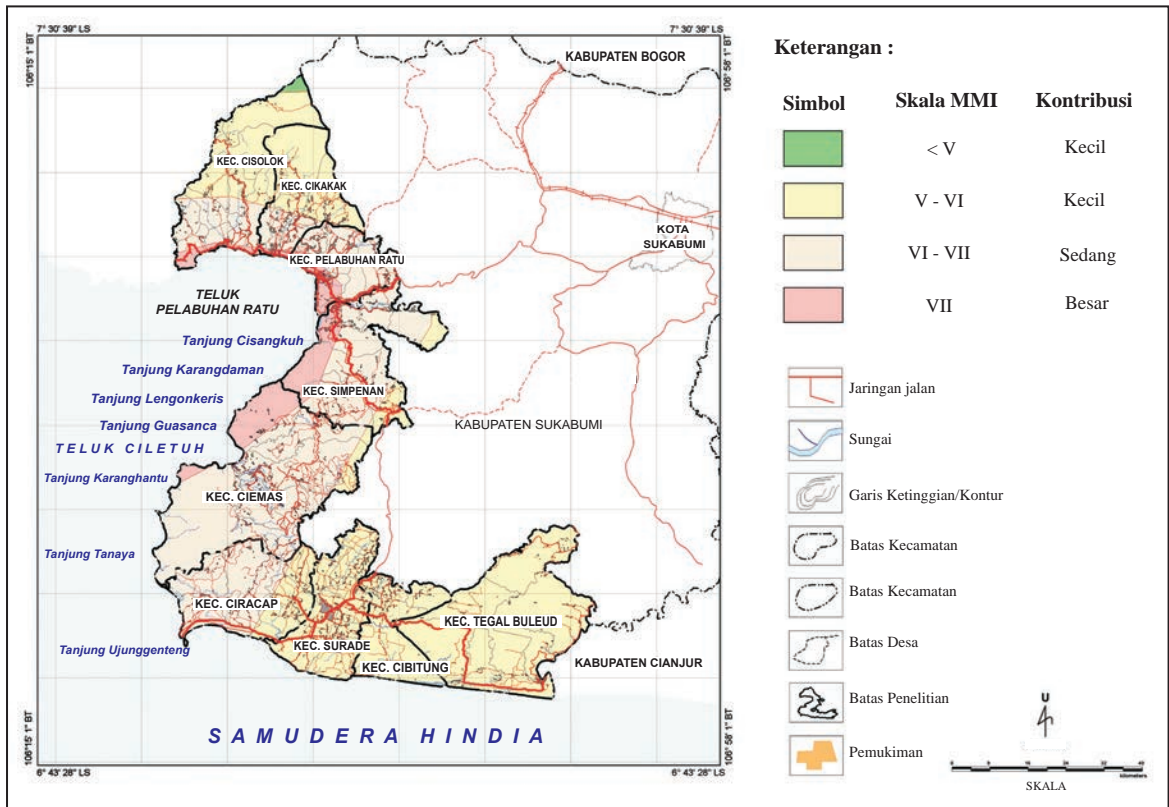 7° 30' 39" LS
7° 30' 39" LS
106°15' 1" BT
106° 58' 1" BT
KABUPATEN BOGOR
KEC. CISOLOK
KEC. CIKAKAK
KOTA
SUKABUMI
KEC. PELABUHAN RATU
TELUK
PELABUHAN RATU
Tanjung Cisangkuh
Tanjung Karangdaman
KEC. SIMPENAN
Tanjung Lengonkeris
Tanjung Guasanca
KABUPATEN SUKABUMI
TELUK CILETUH
Tanjung Karanghantu
KEC. CIEMAS
Tanjung Tanaya
KEC. CIRACAP
KEC. TEGAL BULEUD
Tanjung Ujunggenteng
KEC. SURADE
KEC. CIBITUNG
KABUPATEN CIANJUR
SAMUDERA HINDIA
106°15' 1" BT
106° 58' 1" BT
6° 43' 28" LS
6° 43' 28" LS
Keterangan :
Simbol Skala MMI Kontribusi
< V Kecil
V - VI Kecil
VI - VII Sedang
VII Besar
Jaringan jalan
Sungai
Garis Ketinggian/Kontur
Batas Kecamatan
Batas Kecamatan
Batas Desa
Batas Penelitian
Pemukiman
U
kilometers
SKALA